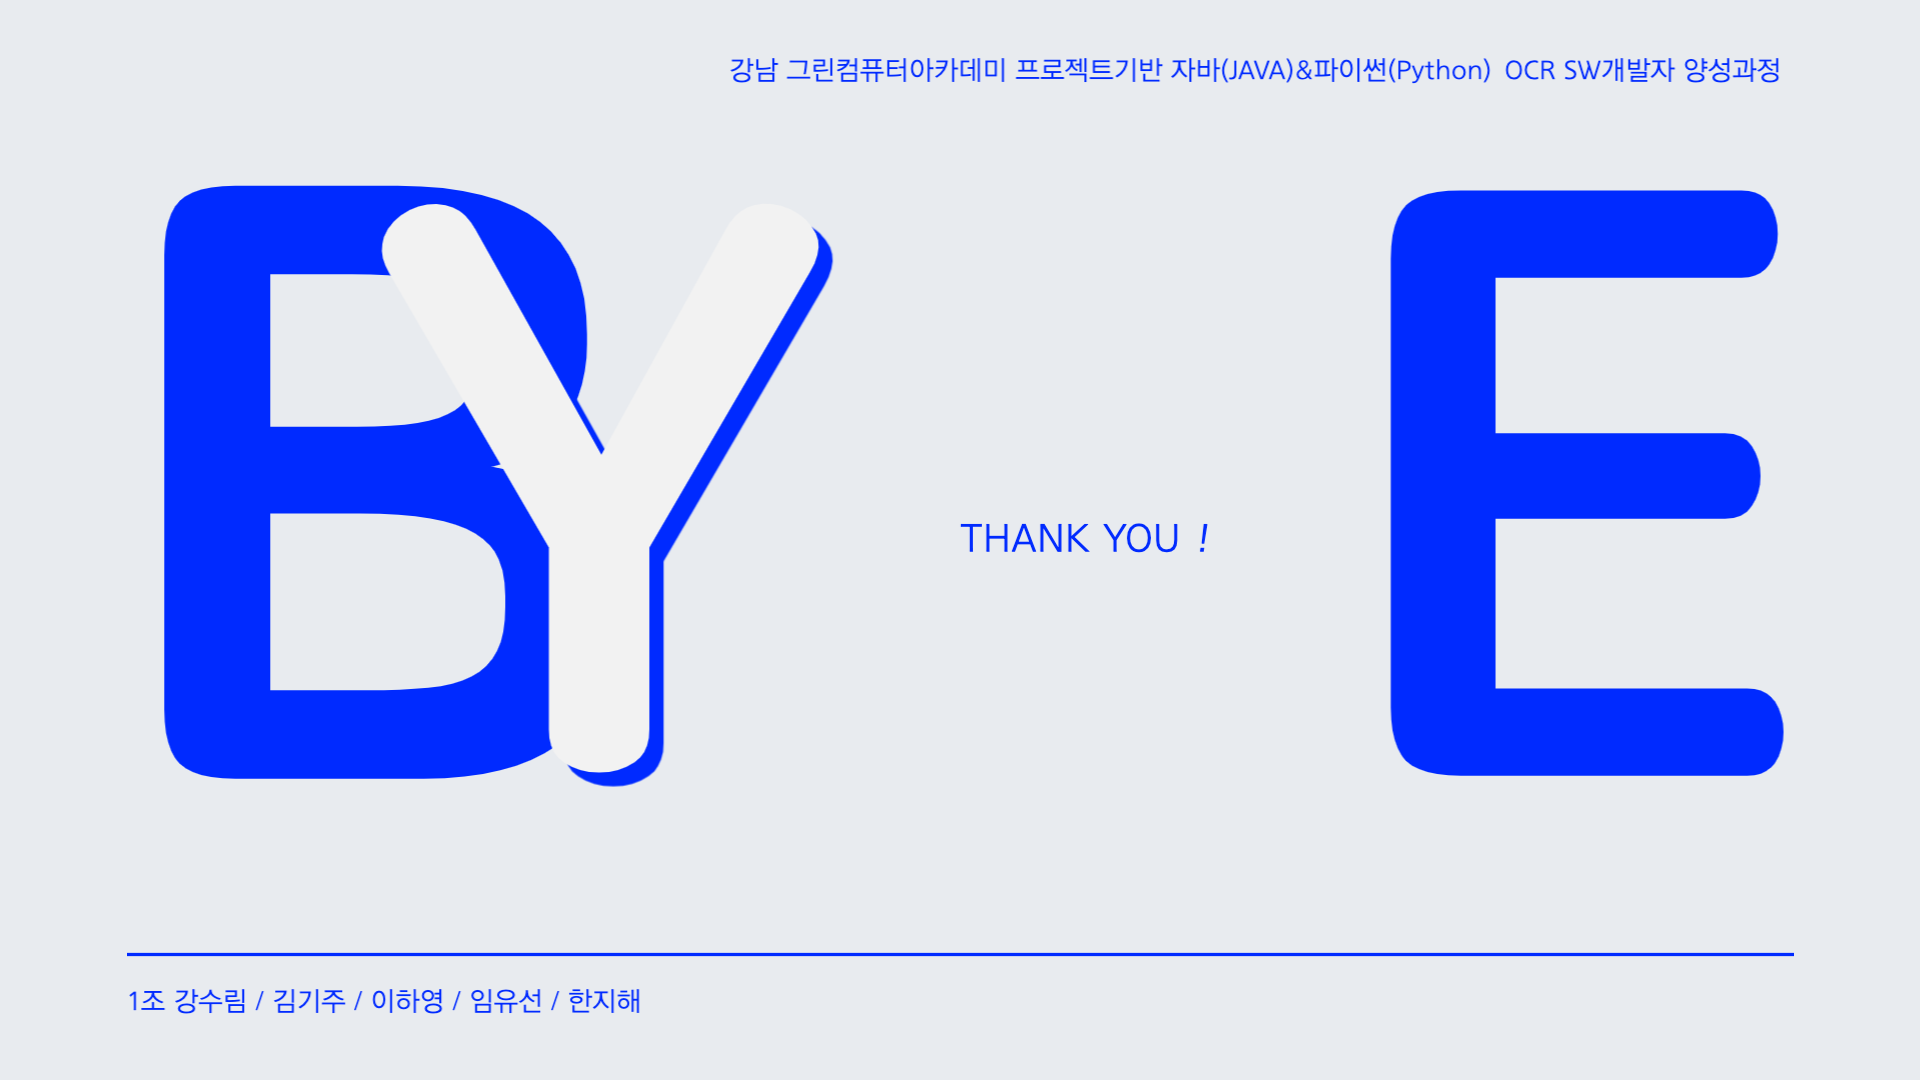 강남 그린컴퓨터아카데미 프로젝트기반 자바(JAVA)&파이썬(Python) OCR SW개발자 양성과정
BY E
THANK YOU !
1조 강수림 / 김기주 / 이하영 / 임유선 / 한지해